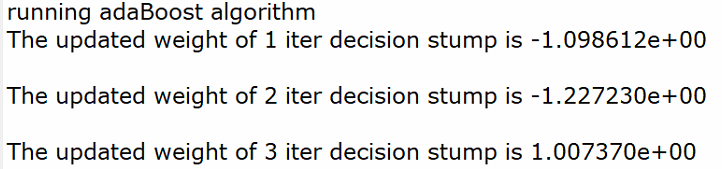 running adaBoost algorithm
The updated weight of 1 iter decision stump is -1.098612e+00
The updated weight of 2 iter decision stump is -1.227230e+00
The updated weight of 3 iter decision stump is 1.007370e+00